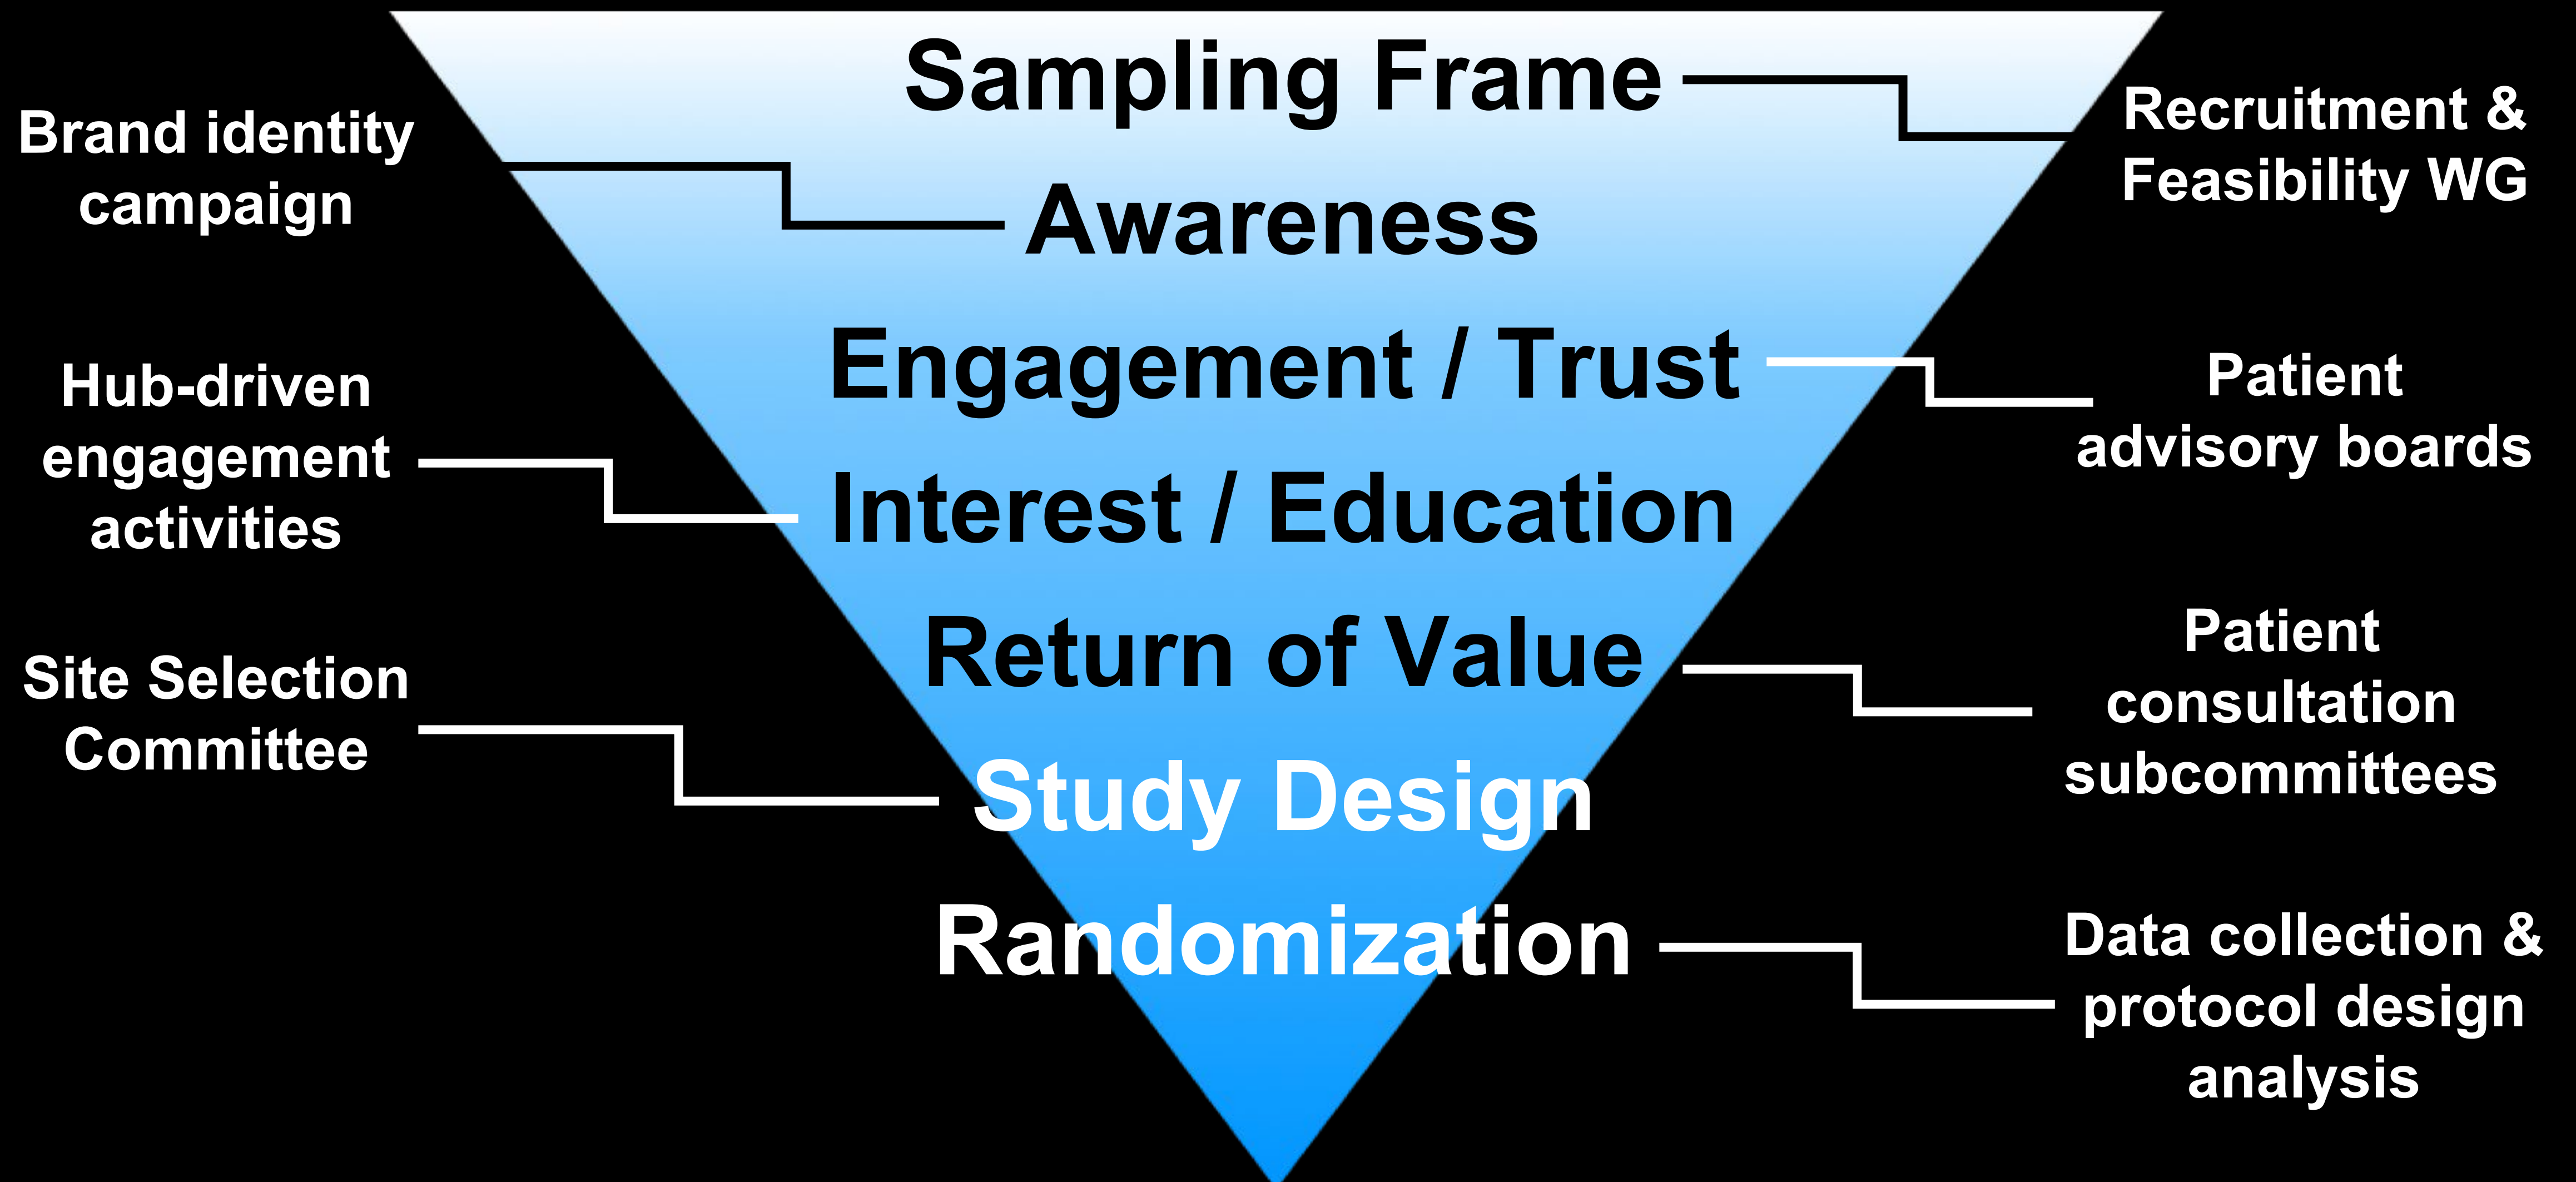 Sampling Frame
Awareness
Engagement / Trust
Interest / Education
Return of Value
Study Design
Randomization
Brand identity
campaign
Hub-driven
engagement
activities
Site Selection
Committee
Recruitment &
Feasibility WG
Patient
advisory boards
Patient
consultation
subcommittees
Data collection &
protocol design
analysis